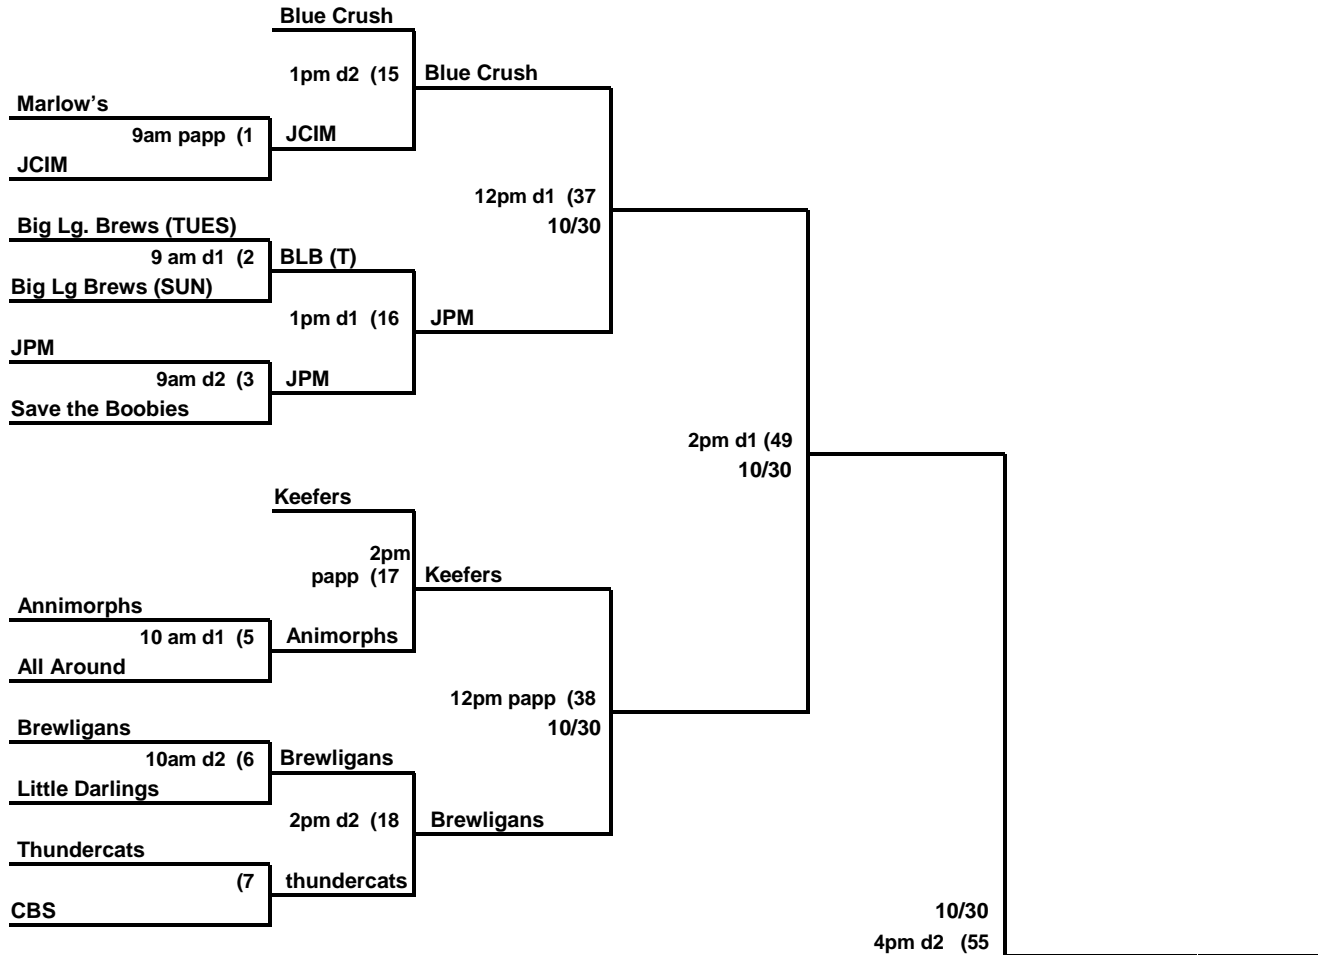 Blue Crush
1pm d2 (15
Blue Crush
Marlow's
9am papp (1
JCIM
JCIM
12pm d1 (37
Big Lg. Brews (TUES)
10/30
9 am d1 (2
BLB (T)
Big Lg Brews (SUN)
1pm d1 (16
JPM
JPM
9am d2 (3
JPM
Save the Boobies
2pm d1 (49
10/30
Keefers
2pm
papp (17
Keefers
Annimorphs
10 am d1 (5
Animorphs
All Around
12pm papp (38
10/30
Brewligans
10am d2 (6
Brewligans
Little Darlings
2pm d2 (18
Brewligans
Thundercats
(7
thundercats
CBS
10/30
4pm d2 (55